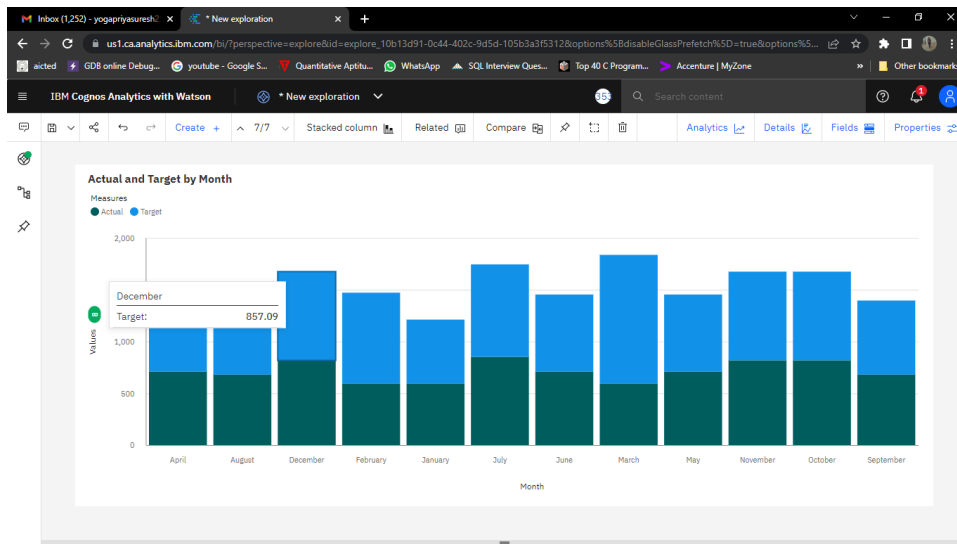 Inbox (1,252) - yogapriyasuresh2
* New exploration
us1.ca.analytics.ibm.com/bi/?perspective=explore&id=explore_10b13d91-0c44-402c-9d5d-105b3a3f5312&options%5BdisableGlassPrefetch%5D=true&options%5...
aicted
GDB online Debug...
youtube - Google S...
Quantitative Aptitu...
WhatsApp
SQL Interview Ques...
Top 40 C Program...
Accenture | MyZone
»
Other bookmarks
IBM Cognos Analytics with Watson
* New exploration
Search content
1
Create +
7/7
Stacked column
Related
Compare
Analytics
Details
Fields
Properties
Actual and Target by Month
Measures
Actual Target
2,000
December
Target: 857.09
Values
1,000
500
0
April August December February January July June March May November October September
Month